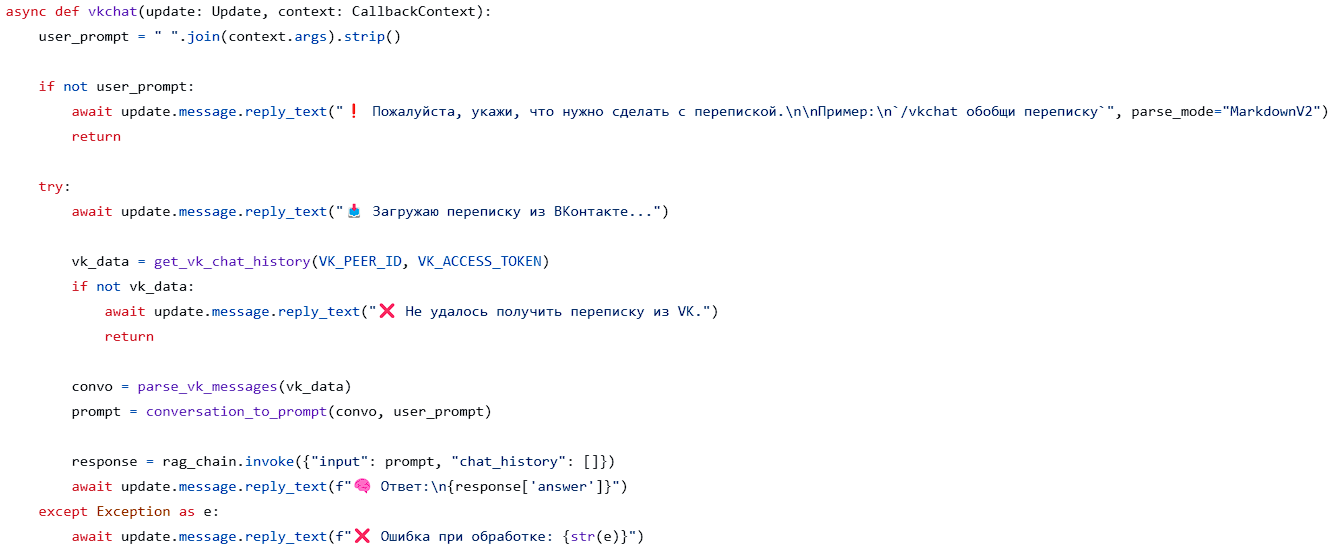 async def vkchat(update: Update, context: CallbackContext):
    user_prompt = " ".join(context.args).strip()

    if not user_prompt:
        await update.message.reply_text("❗ Пожалуйста, укажи, что нужно сделать с перепиской.\n\nПример:\n`/vkchat обобщи переписку`", parse_mode="MarkdownV2")
        return

    try:
        await update.message.reply_text("📥 Загружаю переписку из ВКонтакте...")

        vk_data = get_vk_chat_history(VK_PEER_ID, VK_ACCESS_TOKEN)
        if not vk_data:
            await update.message.reply_text("❌ Не удалось получить переписку из VK.")
            return

        convo = parse_vk_messages(vk_data)
        prompt = conversation_to_prompt(convo, user_prompt)

        response = rag_chain.invoke({"input": prompt, "chat_history": []})
        await update.message.reply_text(f"🧠 Ответ:\n{response['answer']}")
    except Exception as e:
        await update.message.reply_text(f"❌ Ошибка при обработке: {str(e)}")